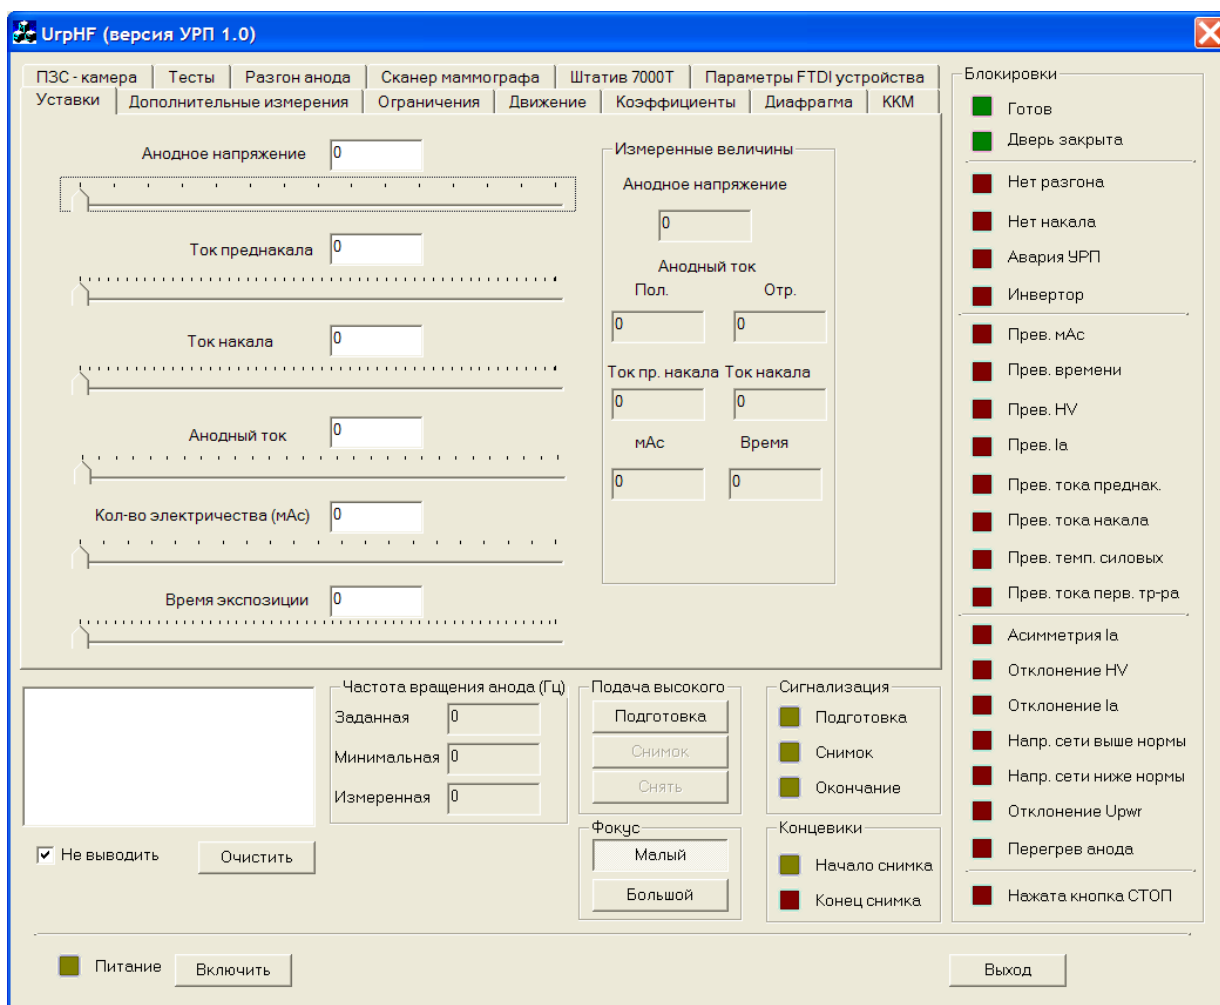 UrpHF (версия УРП 1.0)
ПЗС - камера Тесты Разгон анода Сканер маммографа Штатив 7000Т Параметры FTDI устройства
Уставки Дополнительные измерения Ограничения Движение Коэффициенты Диафрагма ККМ
Анодное напряжение 0
Ток преднакала 0
Ток накала 0
Анодный ток 0
Кол-во электричества (мАс) 0
Время экспозиции 0
Измеренные величины
Анодное напряжение
0
Анодный ток
Пол. Отр.
0 0
Ток пр. накала Ток накала
0 0
мАс Время
0 0
Блокировки
Готов
Дверь закрыта
Нет разгона
Нет накала
Авария УРП
Инвертор
Прев. мАс
Прев. времени
Прев. HV
Прев. Ia
Прев. тока преднак.
Прев. тока накала
Прев. темп. силовых
Прев. тока перв. тр-ра
Асимметрия Ia
Отклонение HV
Отклонение Ia
Напр. сети выше нормы
Напр. сети ниже нормы
Отклонение Upwr
Перегрев анода
Нажата кнопка СТОП
Не выводить Очистить
Частота вращения анода (Гц)
Заданная 0
Минимальная 0
Измеренная 0
Подача высокого
Подготовка
Снимок
Снять
Фокус
Малый
Большой
Сигнализация
Подготовка
Снимок
Окончание
Концевики
Начало снимка
Конец снимка
Питание Включить Выход